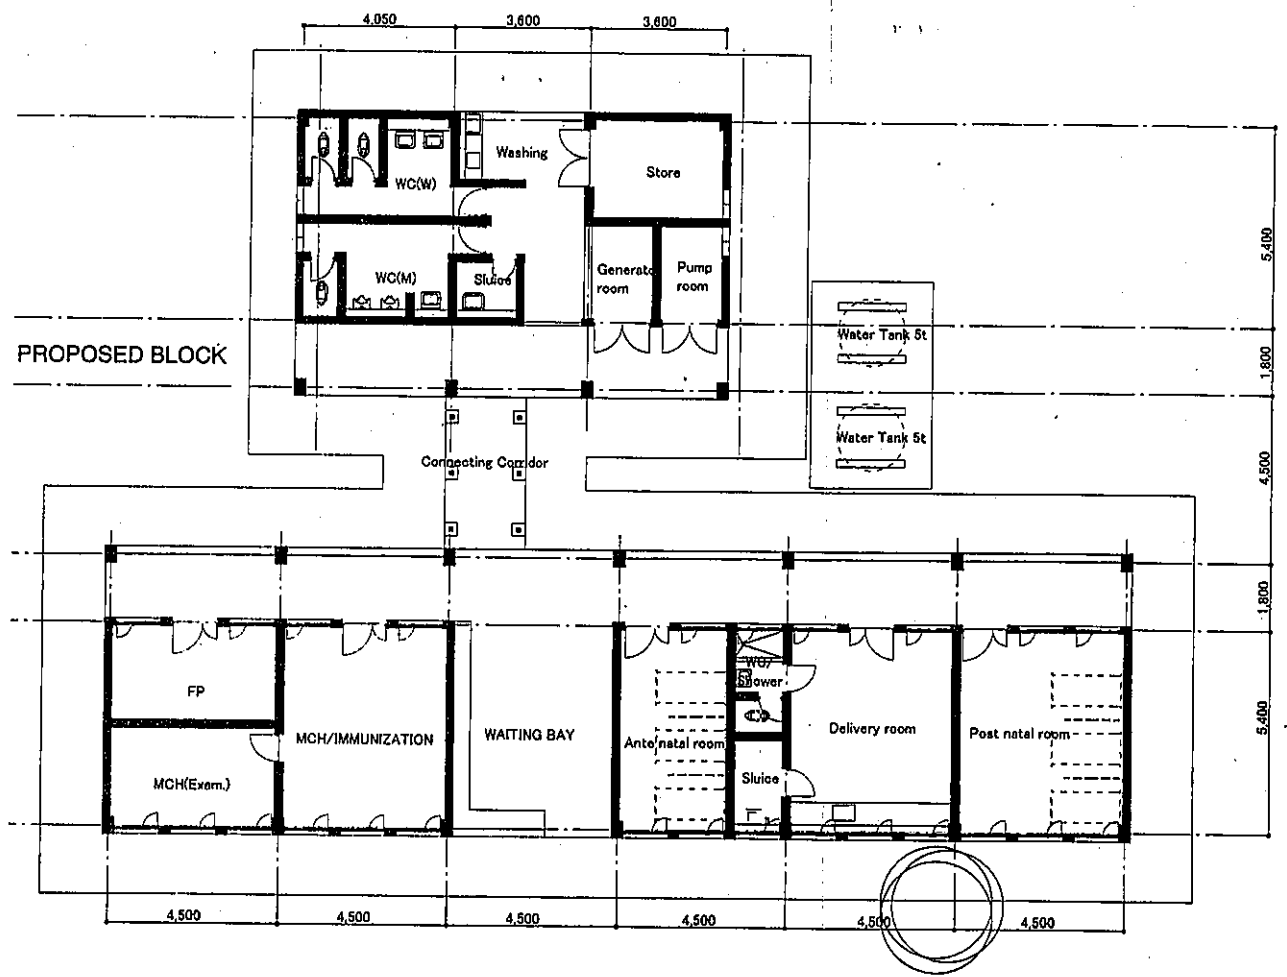 4,050 3,600 3,600
Washing
Store
WC(W)
5,400
WC(M)
Sluice
Generato
room
Pump
room
PROPOSED BLOCK
Water Tank 5t
1,800
Water Tank 5t
Connecting Corridor
4,500
1,800
FP
WC/
Shower
MCH/IMMUNIZATION
WAITING BAY
Ante natal room
Delivery room
Post natal room
5,400
MCH(Exam.)
Sluice
4,500 4,500 4,500 4,500 4,500 4,500